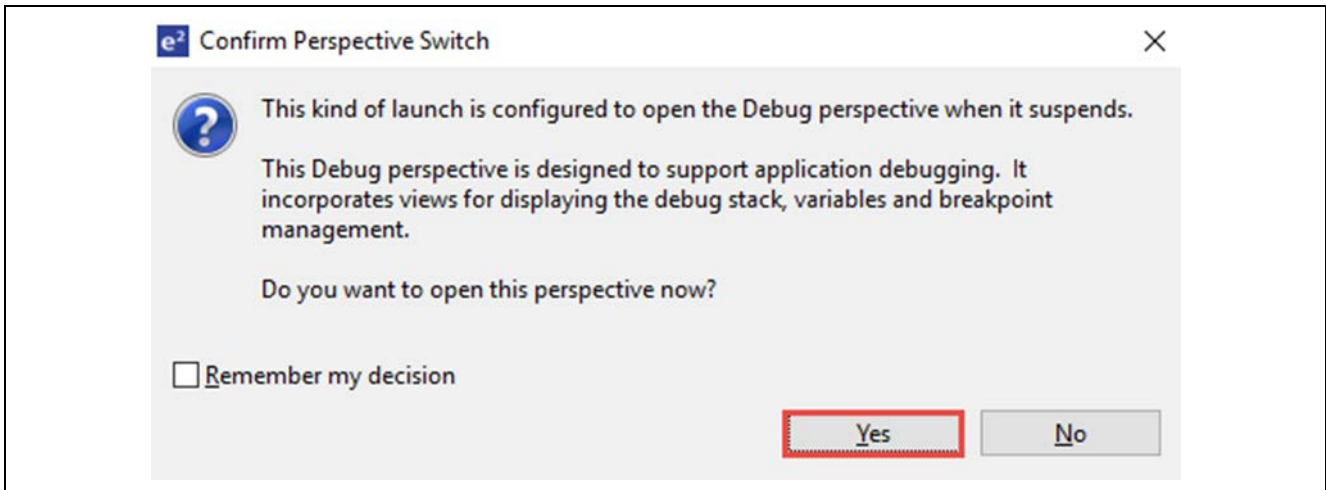 e² Confirm Perspective Switch
This kind of launch is configured to open the Debug perspective when it suspends.
This Debug perspective is designed to support application debugging. It
incorporates views for displaying the debug stack, variables and breakpoint
management.
Do you want to open this perspective now?
Remember my decision
Yes No